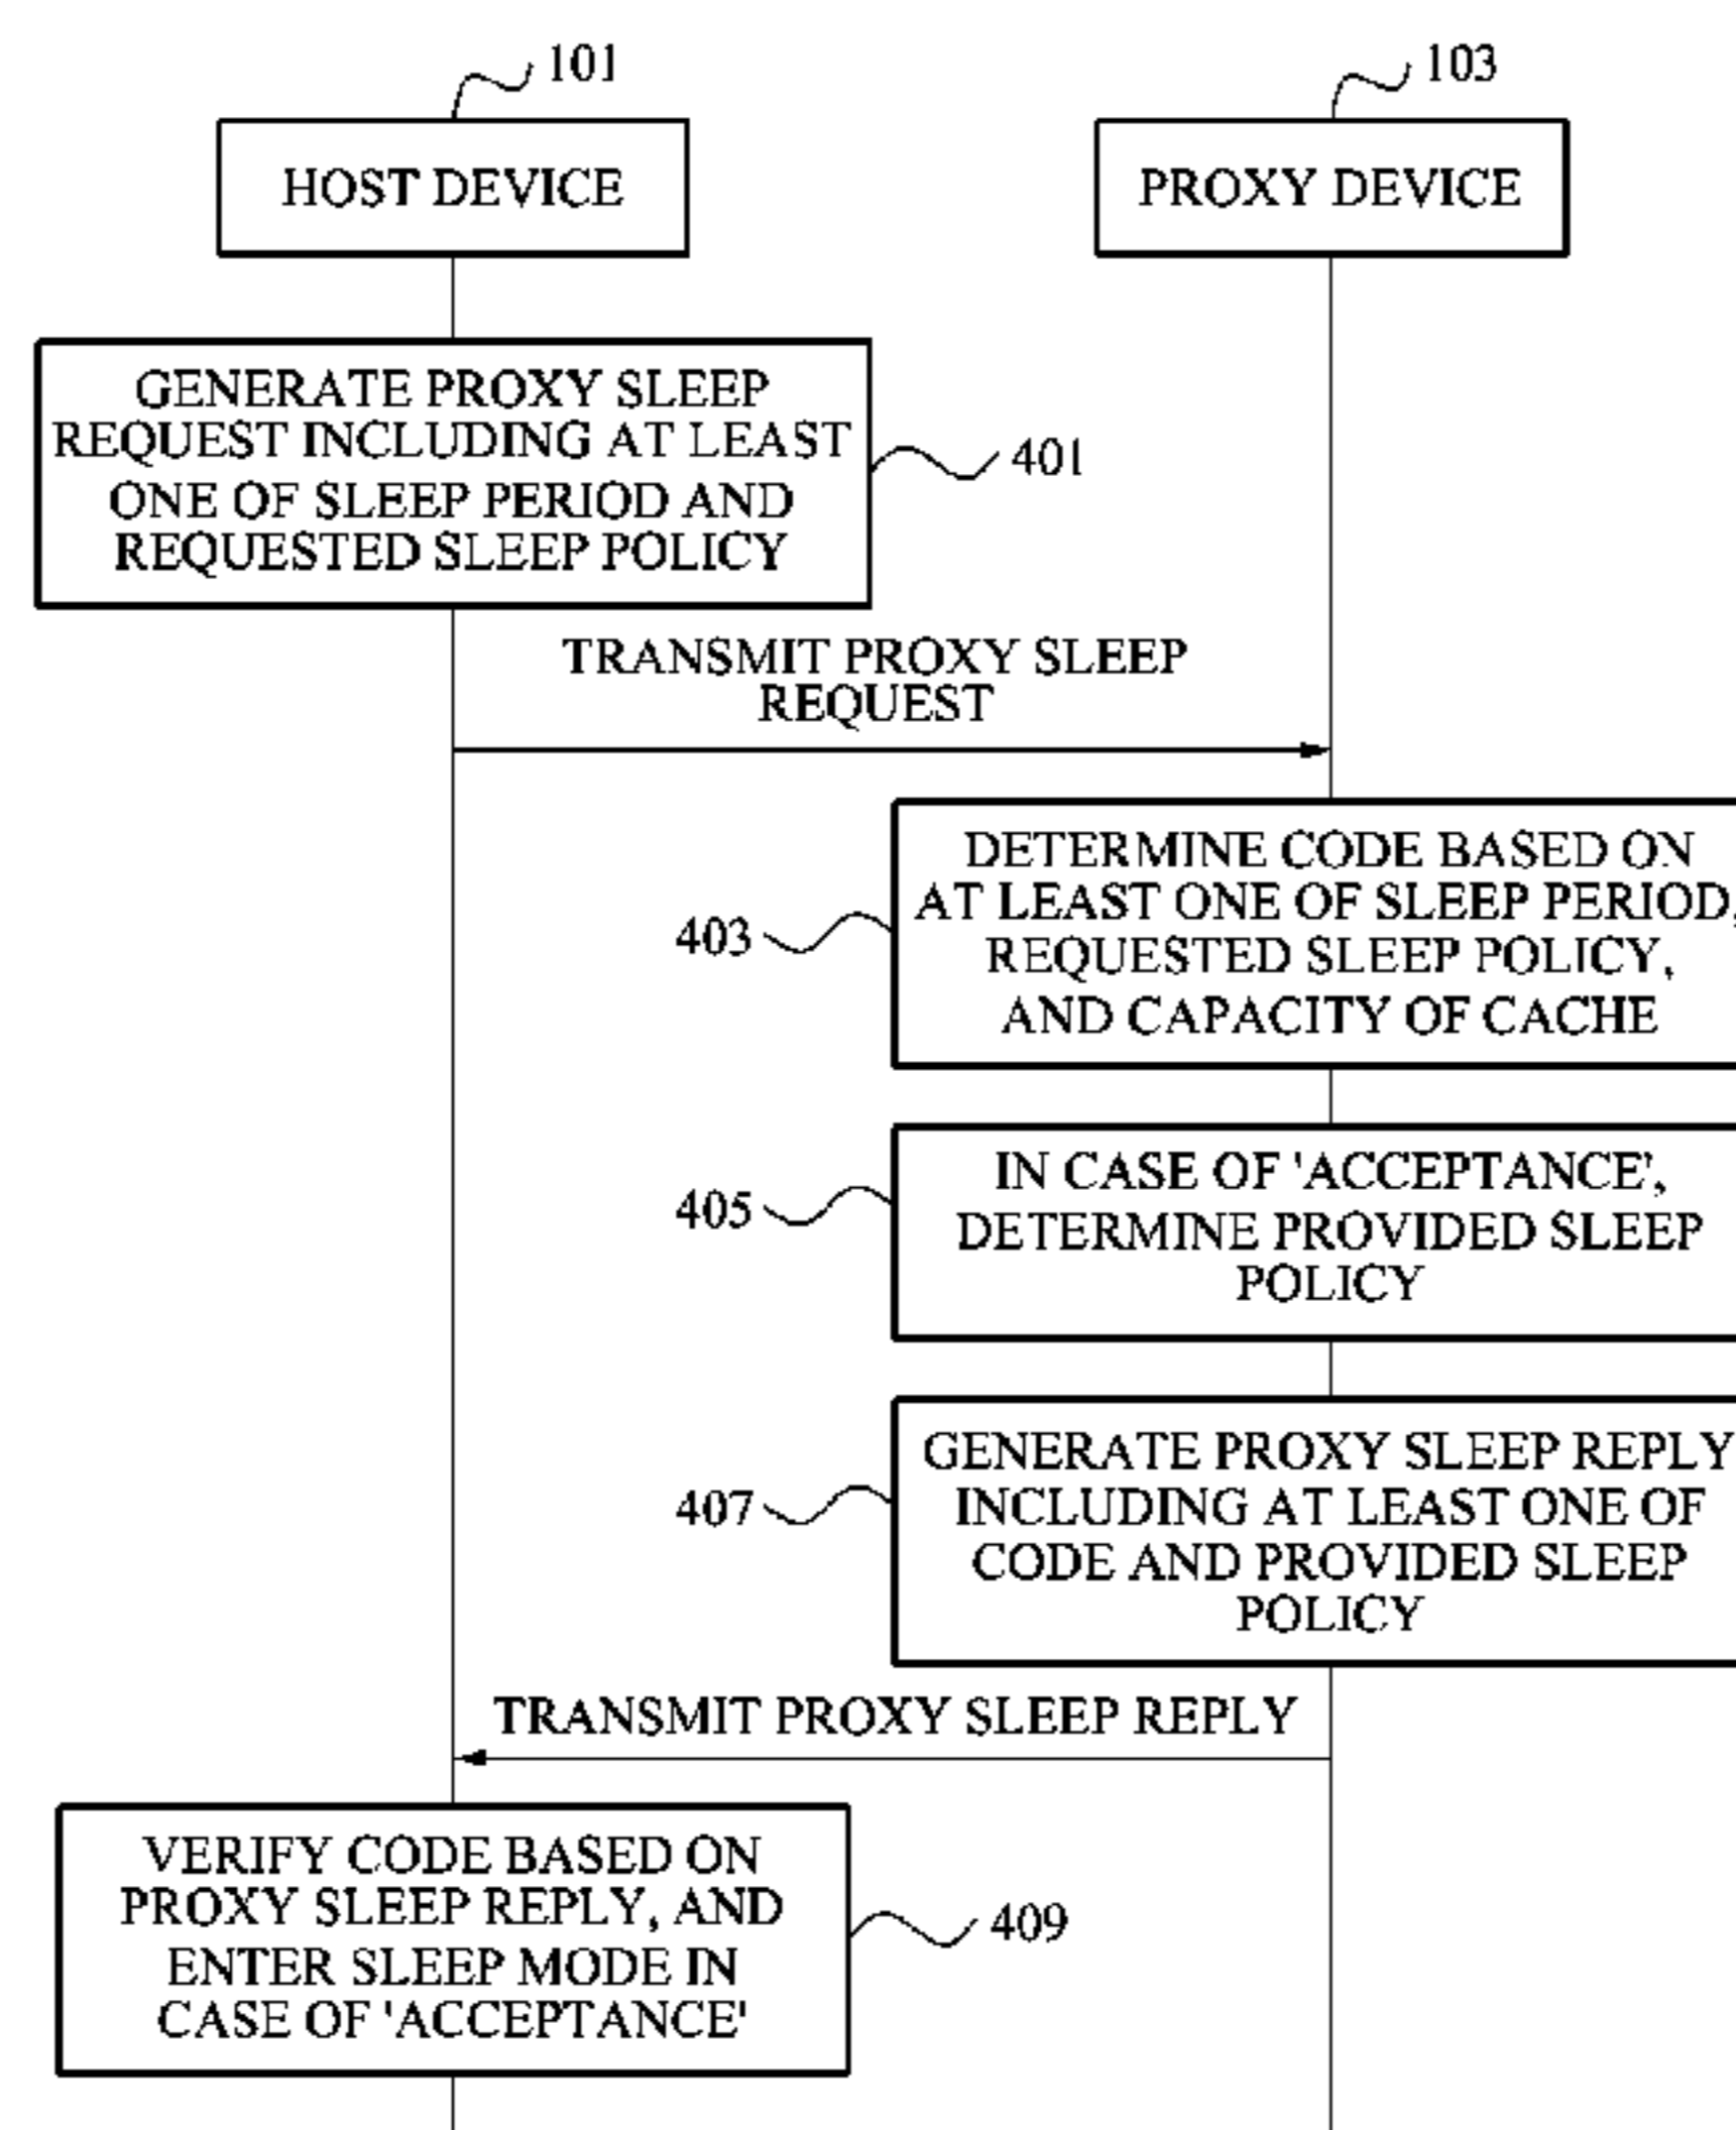 101
103
HOST DEVICE
PROXY DEVICE
GENERATE PROXY SLEEP
REQUEST INCLUDING AT LEAST
ONE OF SLEEP PERIOD AND
REQUESTED SLEEP POLICY
401
TRANSMIT PROXY SLEEP
REQUEST
DETERMINE CODE BASED ON
AT LEAST ONE OF SLEEP PERIOD,
REQUESTED SLEEP POLICY,
AND CAPACITY OF CACHE
403
IN CASE OF 'ACCEPTANCE',
DETERMINE PROVIDED SLEEP
POLICY
405
GENERATE PROXY SLEEP REPLY
INCLUDING AT LEAST ONE OF
CODE AND PROVIDED SLEEP
POLICY
407
TRANSMIT PROXY SLEEP REPLY
VERIFY CODE BASED ON
PROXY SLEEP REPLY, AND
ENTER SLEEP MODE IN
CASE OF 'ACCEPTANCE'
409